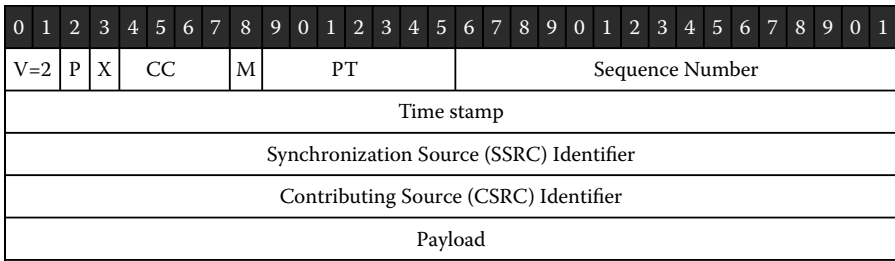 0 1 2 3 4 5 6 7 8 9 0 1 2 3 4 5 6 7 8 9 0 1 2 3 4 5 6 7 8 9 0 1
V=2 P X CC M PT Sequence Number
Time stamp
Synchronization Source (SSRC) Identifier
Contributing Source (CSRC) Identifier
Payload